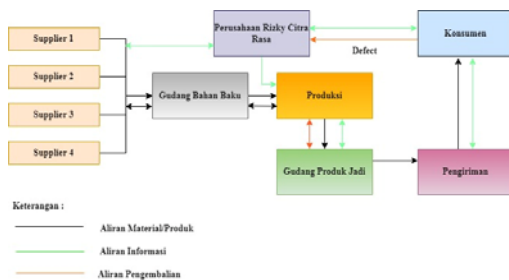 Supplier 1
Supplier 2
Supplier 3
Supplier 4
Perusahaan Rizky Citra
Rasa
Konsumen
Defect
Gudang Bahan Baku
Produksi
Gudang Produk Jadi
Pengiriman
Keterangan :
Aliran Material/Produk
Aliran Informasi
Aliran Pengembalian